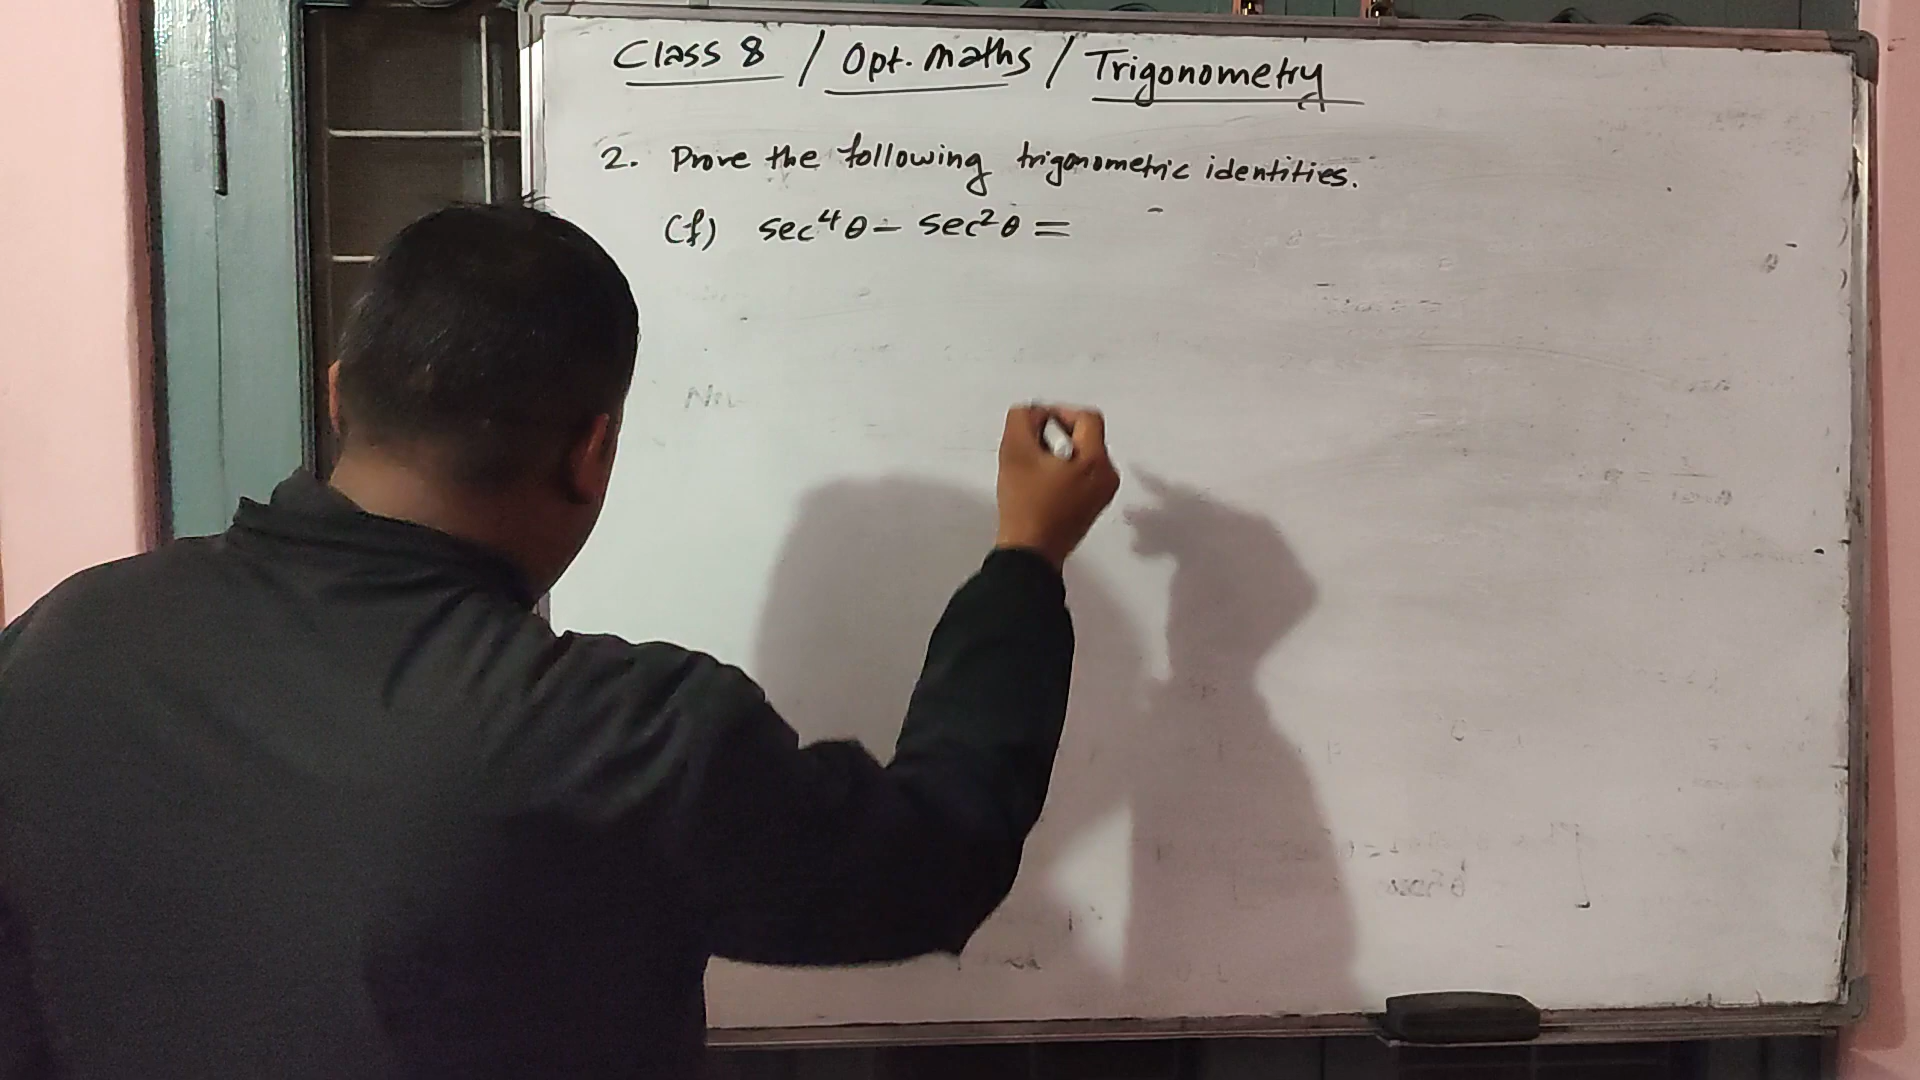 Class 8 / Opt. maths / Trigonometry
2. Prove the following trigonometric identities.
(f) sec⁴θ - sec²θ =